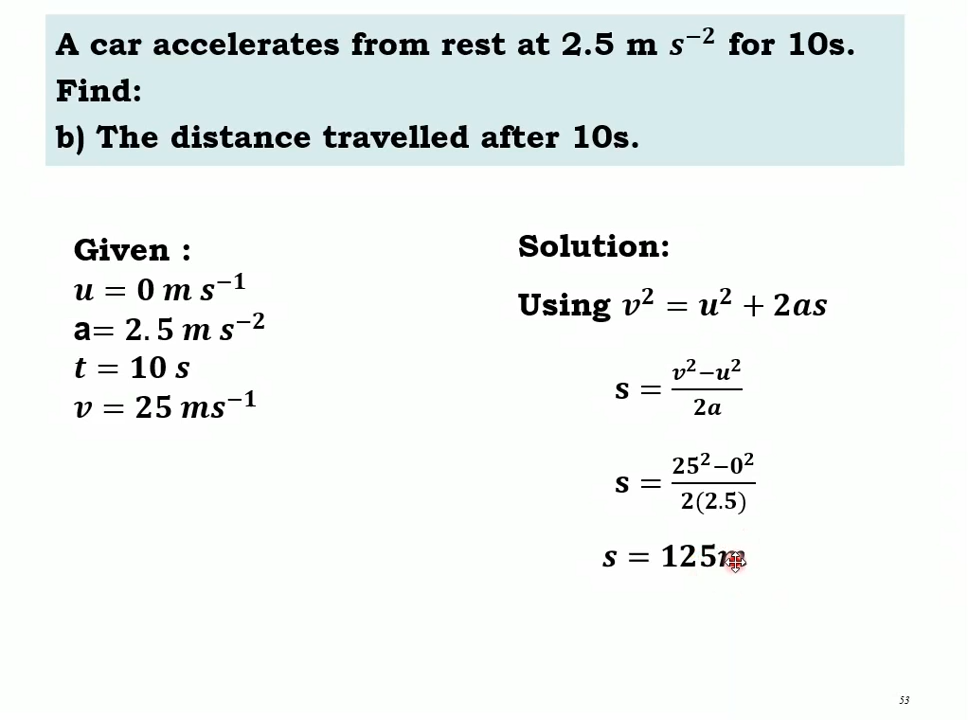 A car accelerates from rest at 2.5 m s⁻² for 10s.
Find:
b) The distance travelled after 10s.
Given :
u = 0 m s⁻¹
a= 2.5 m s⁻²
t = 10 s
v = 25 ms⁻¹
Solution:
Using v² = u² + 2as
s = (v²−u²)/2a
s = (25²−0²)/2(2.5)
s = 125m
53